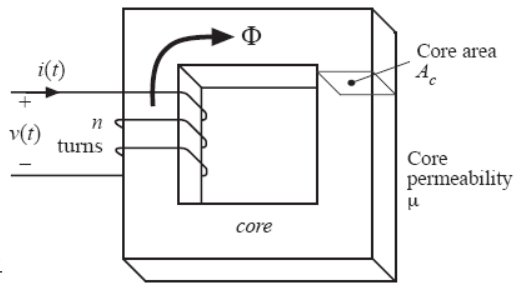 Φ
i(t)
+
v(t)
−
n
turns
Core area
A_c
Core
permeability
μ
core